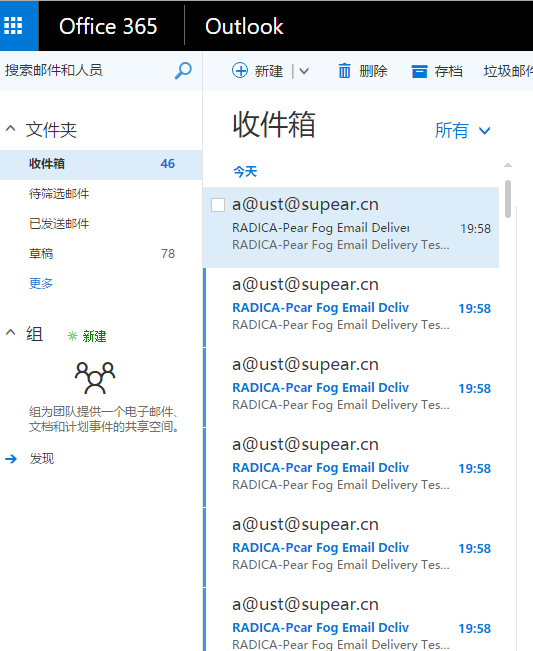 Office 365
Outlook
搜索邮件和人员
新建
删除
存档
垃圾邮件
文件夹
收件箱 46
待筛选邮件
已发送邮件
草稿 78
更多
组
新建
组为团队提供一个电子邮件、
文档和计划事件的共享空间。
发现
收件箱
所有
今天
a@ust@supear.cn
RADICA-Pear Fog Email Deliver 19:58
RADICA-Pear Fog Email Delivery Tes...
a@ust@supear.cn
RADICA-Pear Fog Email Deliv 19:58
RADICA-Pear Fog Email Delivery Tes...
a@ust@supear.cn
RADICA-Pear Fog Email Deliv 19:58
RADICA-Pear Fog Email Delivery Tes...
a@ust@supear.cn
RADICA-Pear Fog Email Deliv 19:58
RADICA-Pear Fog Email Delivery Tes...
a@ust@supear.cn
RADICA-Pear Fog Email Deliv 19:58
RADICA-Pear Fog Email Delivery Tes...
a@ust@supear.cn
RADICA-Pear Fog Email Deliv 19:58
RADICA-Pear Fog Email Delivery Tes...